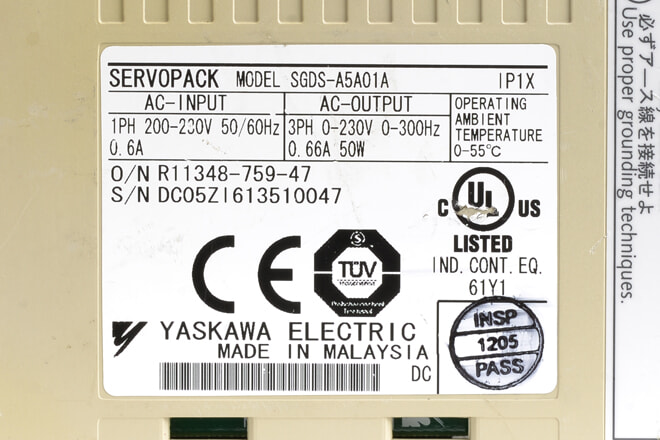 SERVOPACK MODEL SGDS-A5A01A IP1X
AC-INPUT
1PH 200-230V 50/60Hz
0.6A
AC-OUTPUT
3PH 0-230V 0-300Hz
0.66A 50W
OPERATING
AMBIENT
TEMPERATURE
0-55℃
O/N R11348-759-47
S/N DC05Z1613510047
C UL US
LISTED
IND. CONT. EQ.
61Y1
CE
TÜV
YASKAWA ELECTRIC
MADE IN MALAYSIA
DC
INSP
1205
PASS
必ずアース線を接続せよ
Use proper grounding techniques.